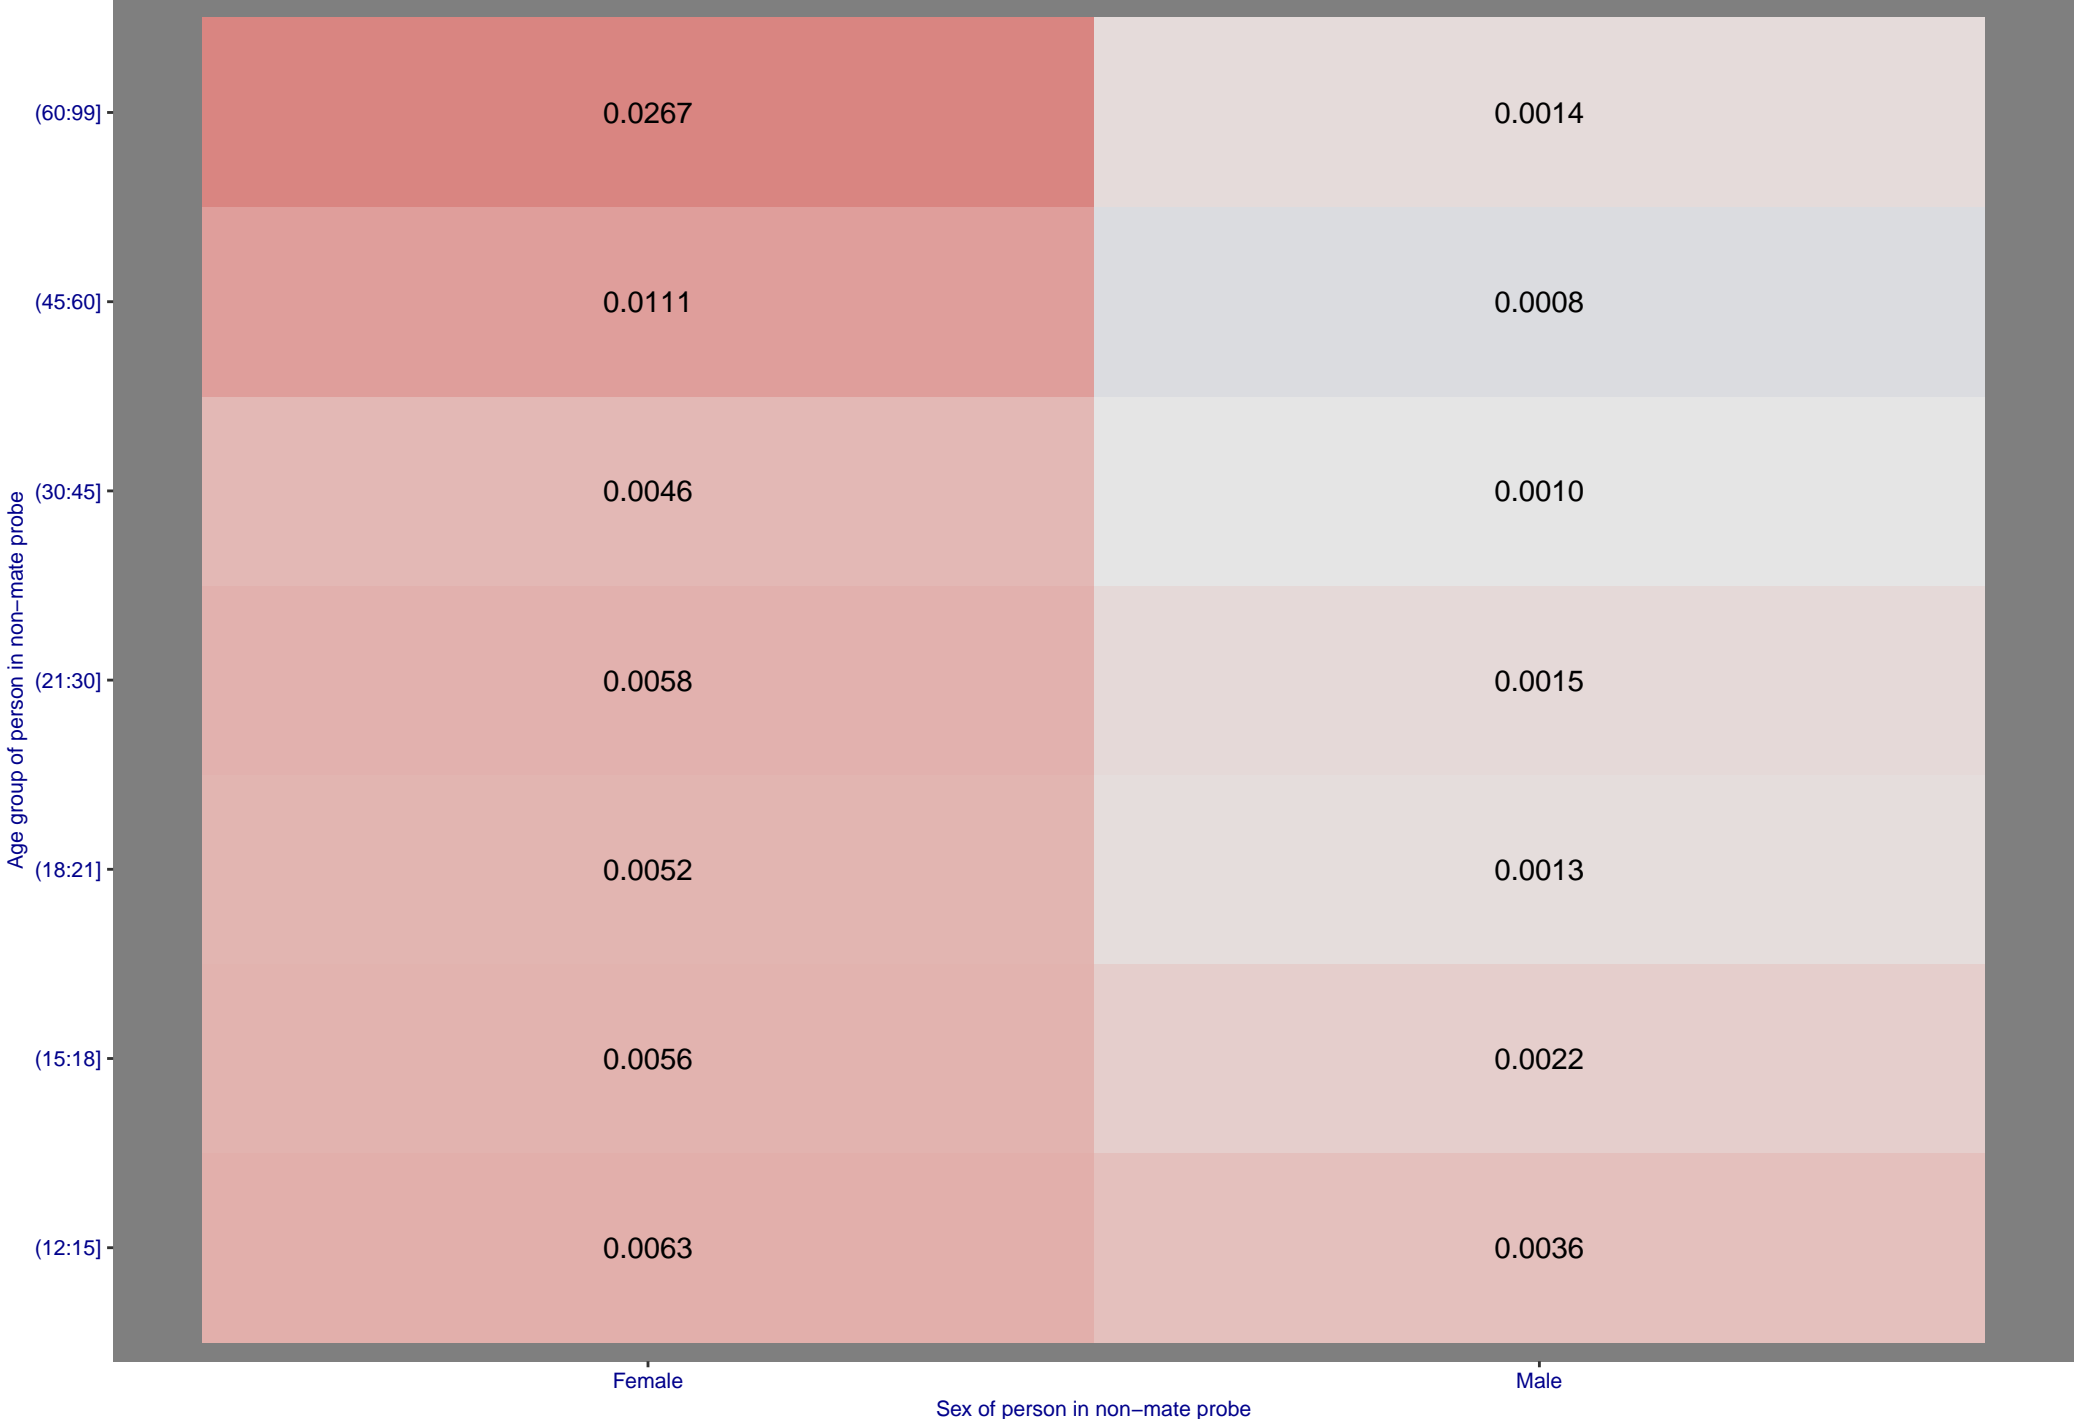 Age group of person in non−mate probe
(60:99] 0.0267 0.0014
(45:60] 0.0111 0.0008
(30:45] 0.0046 0.0010
(21:30] 0.0058 0.0015
(18:21] 0.0052 0.0013
(15:18] 0.0056 0.0022
(12:15] 0.0063 0.0036
Female Male
Sex of person in non−mate probe